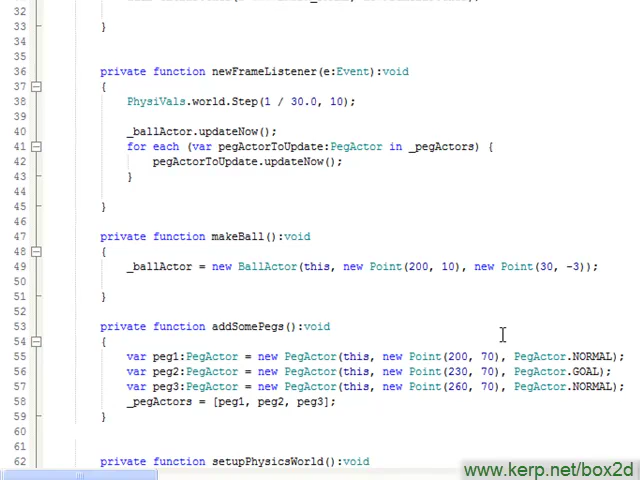 32
33 }
34
35
36 private function newFrameListener(e:Event):void
37 {
38 PhysiVals.world.Step(1 / 30.0, 10);
39
40 _ballActor.updateNow();
41 for each (var pegActorToUpdate:PegActor in _pegActors) {
42 pegActorToUpdate.updateNow();
43 }
44
45 }
46
47 private function makeBall():void
48 {
49 _ballActor = new BallActor(this, new Point(200, 10), new Point(30, -3));
50
51 }
52
53 private function addSomePegs():void
54 {
55 var peg1:PegActor = new PegActor(this, new Point(200, 70), PegActor.NORMAL);
56 var peg2:PegActor = new PegActor(this, new Point(230, 70), PegActor.GOAL);
57 var peg3:PegActor = new PegActor(this, new Point(260, 70), PegActor.NORMAL);
58 _pegActors = [peg1, peg2, peg3];
59 }
60
61
62 private function setupPhysicsWorld():void
www.kerp.net/box2d